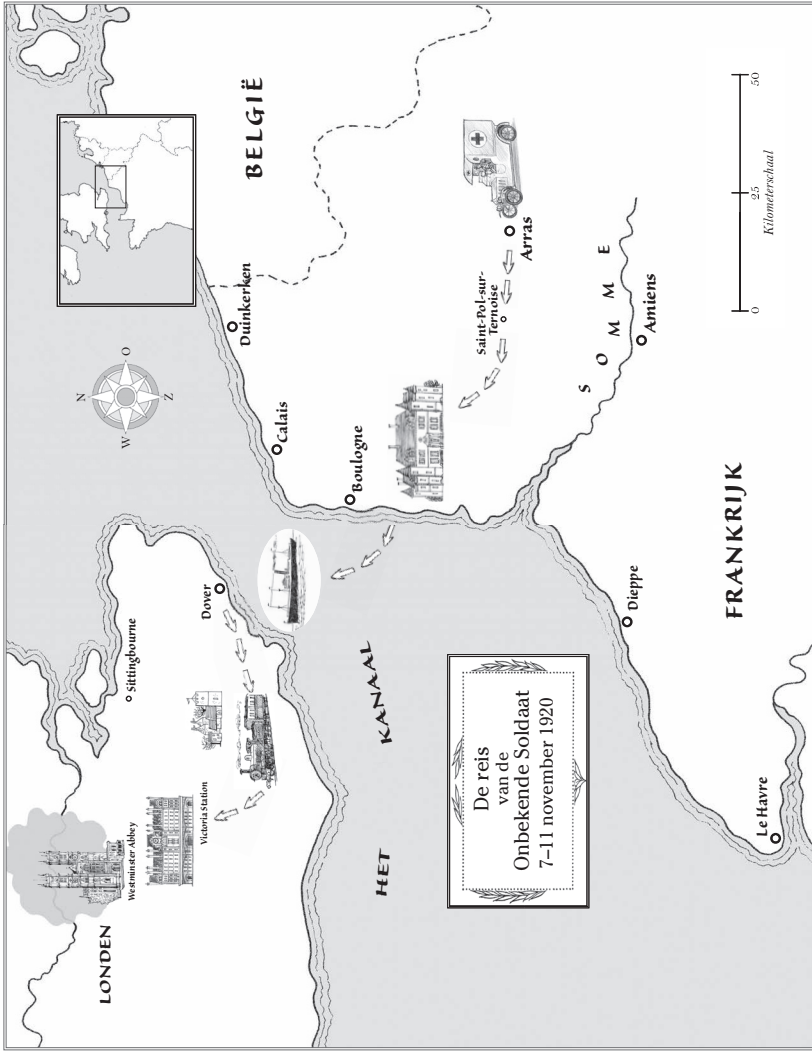 LONDEN
Westminster Abbey
Victoria Station
Sittingbourne
Dover
N
W
O
Z
HET
KANAAL
Duinkerken
Calais
Boulogne
BELGIË
Saint-Pol-sur-
Ternoise
Arras
SOMME
Amiens
Dieppe
Le Havre
FRANKRIJK
De reis
van de
Onbekende Soldaat
7–11 november 1920
0
25
50
Kilometerschaal